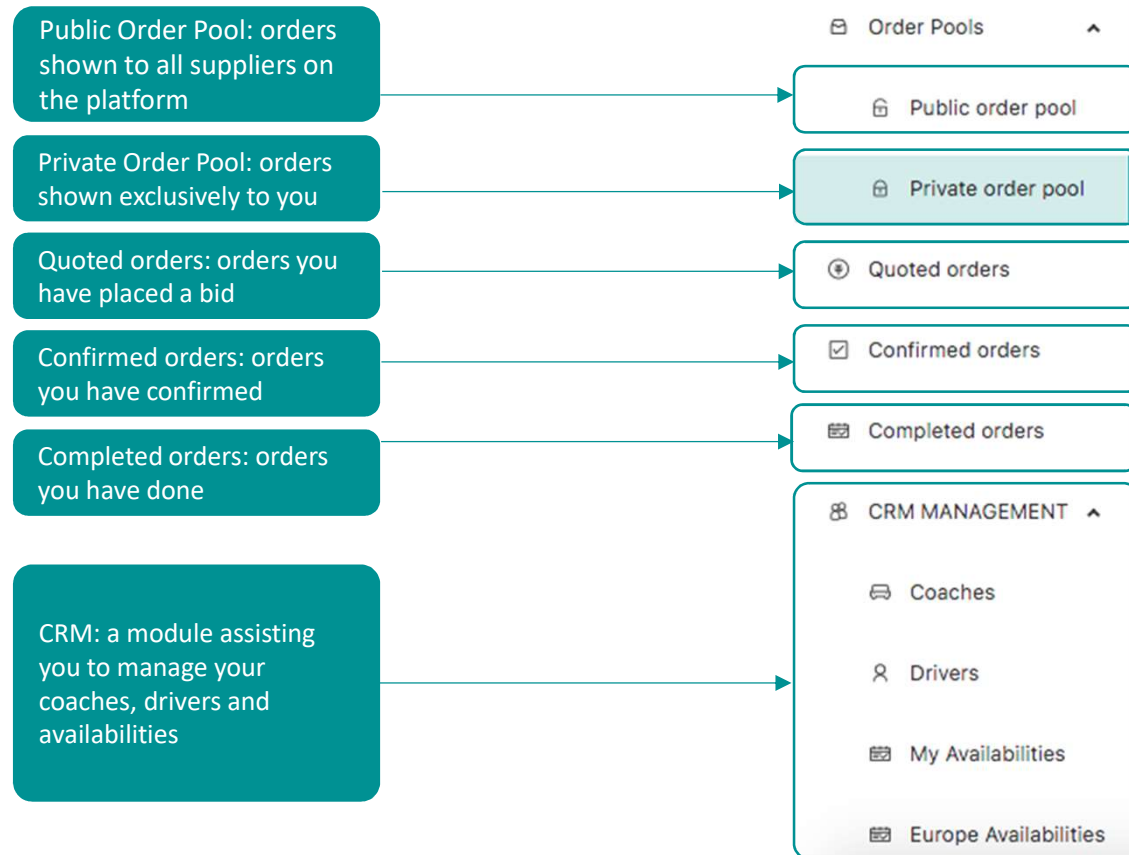 Public Order Pool: orders
shown to all suppliers on
the platform
Private Order Pool: orders
shown exclusively to you
Quoted orders: orders you
have placed a bid
Confirmed orders: orders
you have confirmed
Completed orders: orders
you have done
CRM: a module assisting
you to manage your
coaches, drivers and
availabilities
Order Pools
Public order pool
Private order pool
Quoted orders
Confirmed orders
Completed orders
CRM MANAGEMENT
Coaches
Drivers
My Availabilities
Europe Availabilities